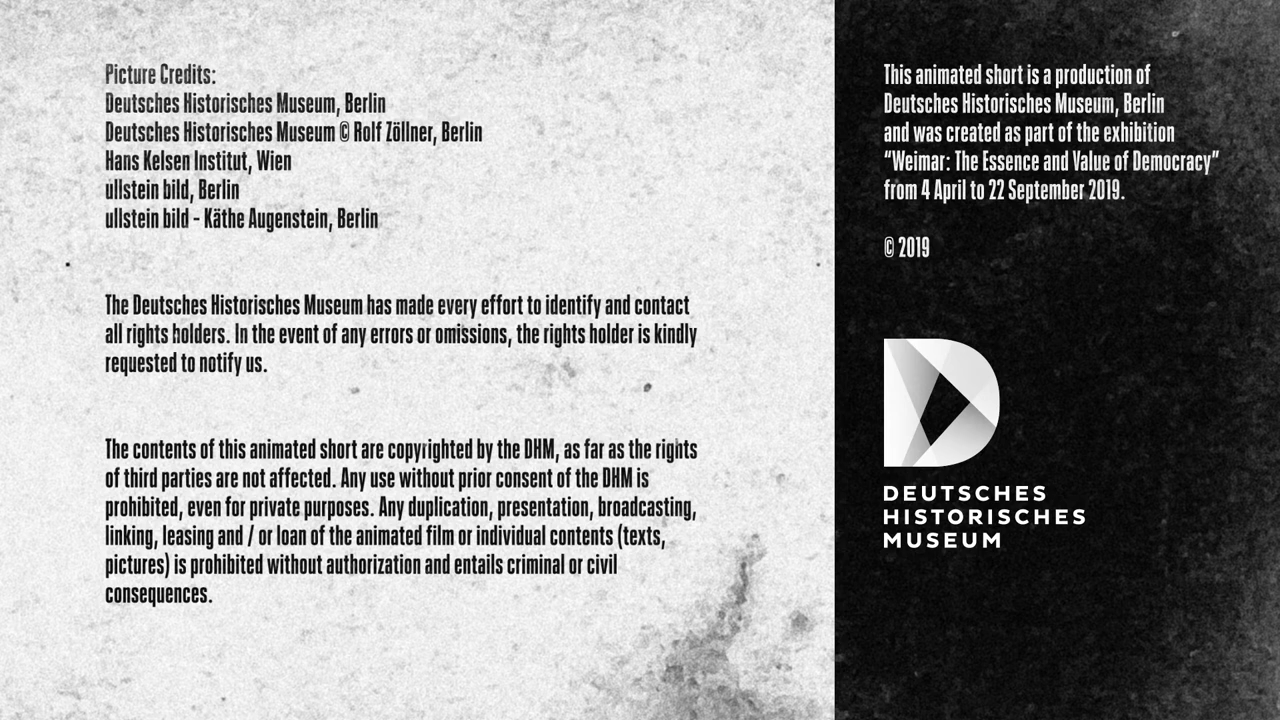 Picture Credits:
Deutsches Historisches Museum, Berlin
Deutsches Historisches Museum © Rolf Zöllner, Berlin
Hans Kelsen Institut, Wien
ullstein bild, Berlin
ullstein bild - Käthe Augenstein, Berlin
The Deutsches Historisches Museum has made every effort to identify and contact
all rights holders. In the event of any errors or omissions, the rights holder is kindly
requested to notify us.
The contents of this animated short are copyrighted by the DHM, as far as the rights
of third parties are not affected. Any use without prior consent of the DHM is
prohibited, even for private purposes. Any duplication, presentation, broadcasting,
linking, leasing and / or loan of the animated film or individual contents (texts,
pictures) is prohibited without authorization and entails criminal or civil
consequences.
This animated short is a production of
Deutsches Historisches Museum, Berlin
and was created as part of the exhibition
“Weimar: The Essence and Value of Democracy”
from 4 April to 22 September 2019.
© 2019
DEUTSCHES
HISTORISCHES
MUSEUM